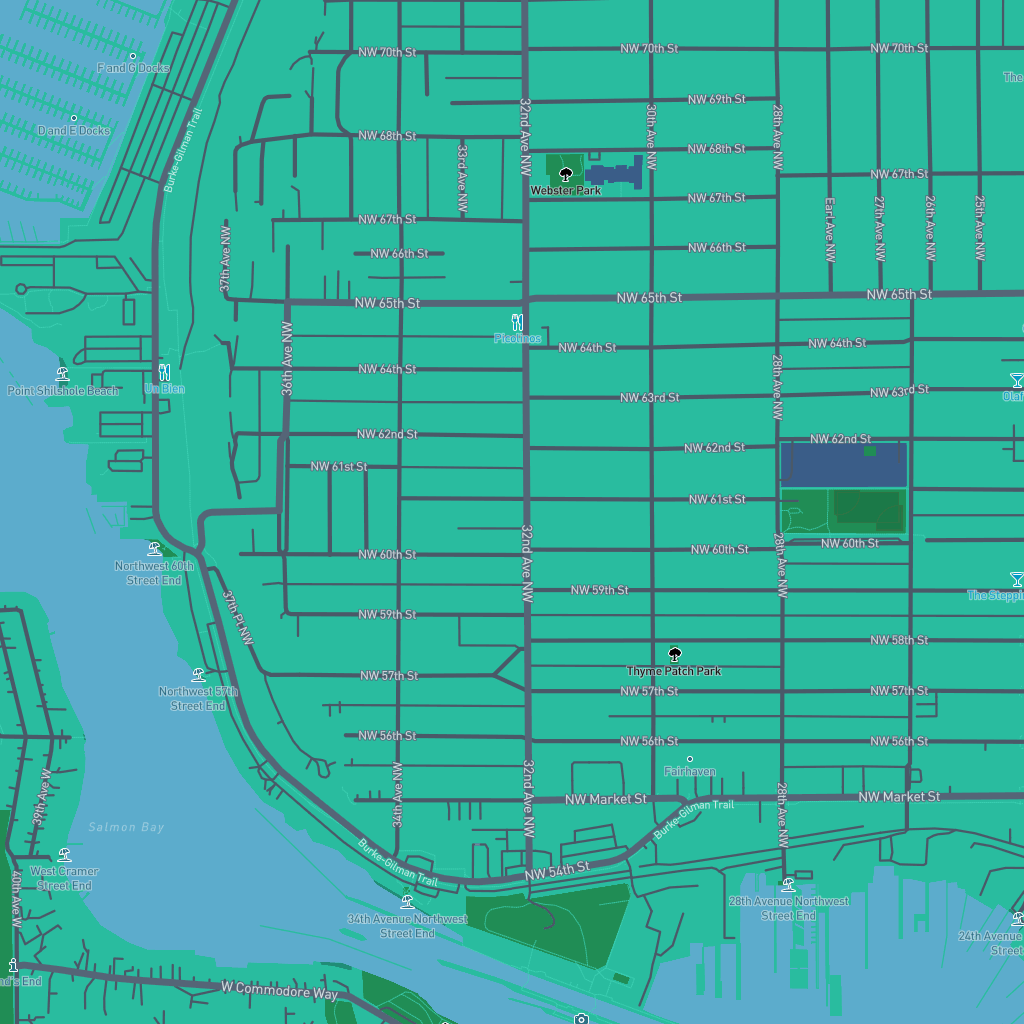 NW 70th St
NW 70th St
NW 70th St
F and G Docks
The
NW 69th St
D and E Docks
Burke-Gilman Trail
NW 68th St
33rd Ave NW
32nd Ave NW
30th Ave NW
28th Ave NW
NW 68th St
NW 67th St
Webster Park
NW 67th St
NW 67th St
Earl Ave NW
27th Ave NW
26th Ave NW
25th Ave NW
37th Ave NW
NW 66th St
NW 66th St
NW 65th St
NW 65th St
NW 65th St
Picolinos
36th Ave NW
NW 64th St
NW 64th St
NW 64th St
28th Ave NW
Point Shilshole Beach
Un Bien
NW 63rd St
NW 63rd St
Olaf
NW 62nd St
NW 62nd St
NW 62nd St
NW 61st St
NW 61st St
32nd Ave NW
28th Ave NW
NW 60th St
NW 60th St
NW 60th St
Northwest 60th
Street End
NW 59th St
The Steppin
37th Pl NW
NW 59th St
NW 58th St
Thyme Patch Park
NW 57th St
NW 57th St
NW 57th St
Northwest 57th
Street End
NW 56th St
NW 56th St
NW 56th St
Fairhaven
39th Ave W
34th Ave NW
32nd Ave NW
28th Ave NW
NW Market St
NW Market St
Burke-Gilman Trail
Salmon Bay
Burke-Gilman Trail
NW 54th St
West Cramer
Street End
40th Ave W
34th Avenue Northwest
Street End
28th Avenue Northwest
Street End
24th Avenue
Street
nd's End
W Commodore Way